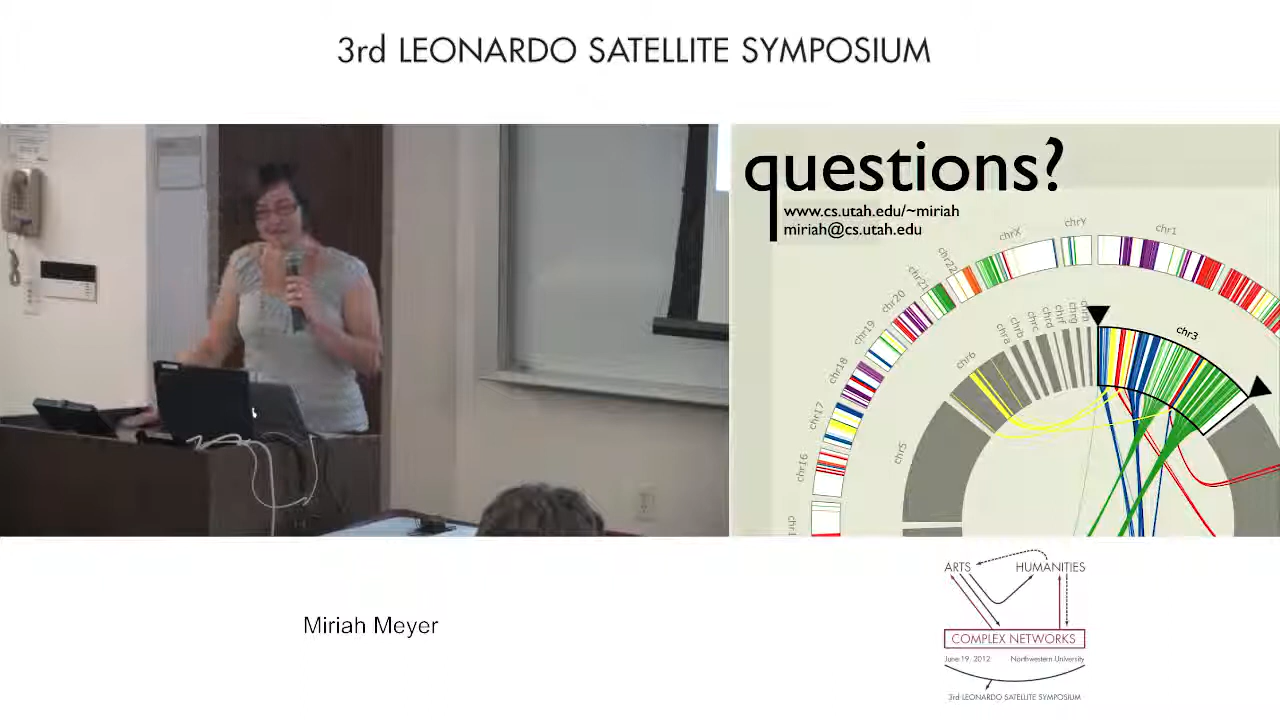 3rd LEONARDO SATELLITE SYMPOSIUM
questions?
www.cs.utah.edu/~miriah
miriah@cs.utah.edu
chrX
chrY
chr1
chr22
chr21
chr20
chr19
chr18
chr17
chr16
chr3
chr6
chr5
ARTS HUMANITIES
COMPLEX NETWORKS
June 19, 2012 Northwestern University
3rd LEONARDO SATELLITE SYMPOSIUM
Miriah Meyer